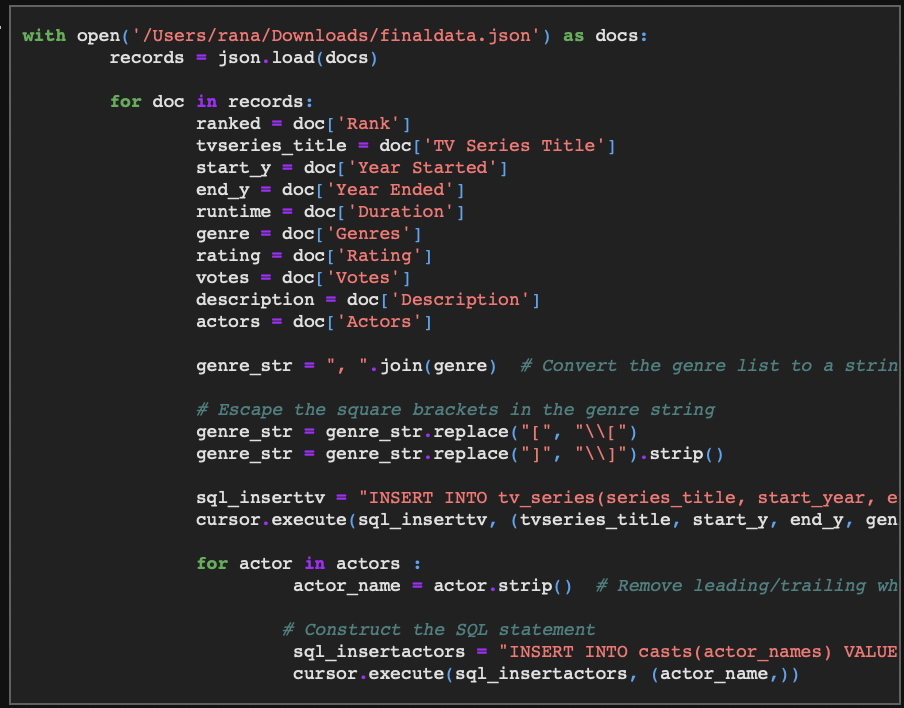 with open('/Users/rana/Downloads/finaldata.json') as docs:
records = json.load(docs)
for doc in records:
ranked = doc['Rank']
tvseries_title = doc['TV Series Title']
start_y = doc['Year Started']
end_y = doc['Year Ended']
runtime = doc['Duration']
genre = doc['Genres']
rating = doc['Rating']
votes = doc['Votes']
description = doc['Description']
actors = doc['Actors']
genre_str = ", ".join(genre)  # Convert the genre list to a strin
# Escape the square brackets in the genre string
genre_str = genre_str.replace("[", "\\[")
genre_str = genre_str.replace("]", "\\]").strip()
sql_inserttv = "INSERT INTO tv_series(series_title, start_year, e
cursor.execute(sql_inserttv, (tvseries_title, start_y, end_y, gen
for actor in actors :
actor_name = actor.strip()  # Remove leading/trailing wh
# Construct the SQL statement
sql_insertactors = "INSERT INTO casts(actor_names) VALUE
cursor.execute(sql_insertactors, (actor_name,))